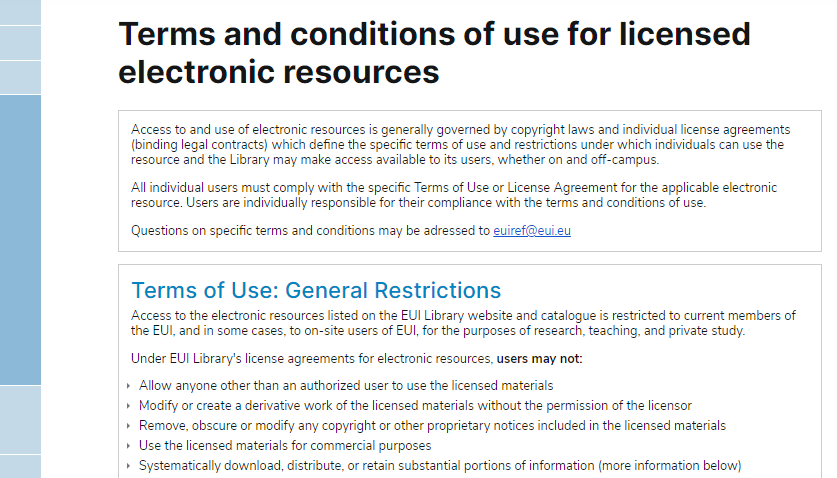 Terms and conditions of use for licensed
electronic resources
Access to and use of electronic resources is generally governed by copyright laws and individual license agreements
(binding legal contracts) which define the specific terms of use and restrictions under which individuals can use the
resource and the Library may make access available to its users, whether on and off-campus.
All individual users must comply with the specific Terms of Use or License Agreement for the applicable electronic
resource. Users are individually responsible for their compliance with the terms and conditions of use.
Questions on specific terms and conditions may be adressed to euiref@eui.eu
Terms of Use: General Restrictions
Access to the electronic resources listed on the EUI Library website and catalogue is restricted to current members of
the EUI, and in some cases, to on-site users of EUI, for the purposes of research, teaching, and private study.
Under EUI Library's license agreements for electronic resources, users may not:
Allow anyone other than an authorized user to use the licensed materials
Modify or create a derivative work of the licensed materials without the permission of the licensor
Remove, obscure or modify any copyright or other proprietary notices included in the licensed materials
Use the licensed materials for commercial purposes
Systematically download, distribute, or retain substantial portions of information (more information below)